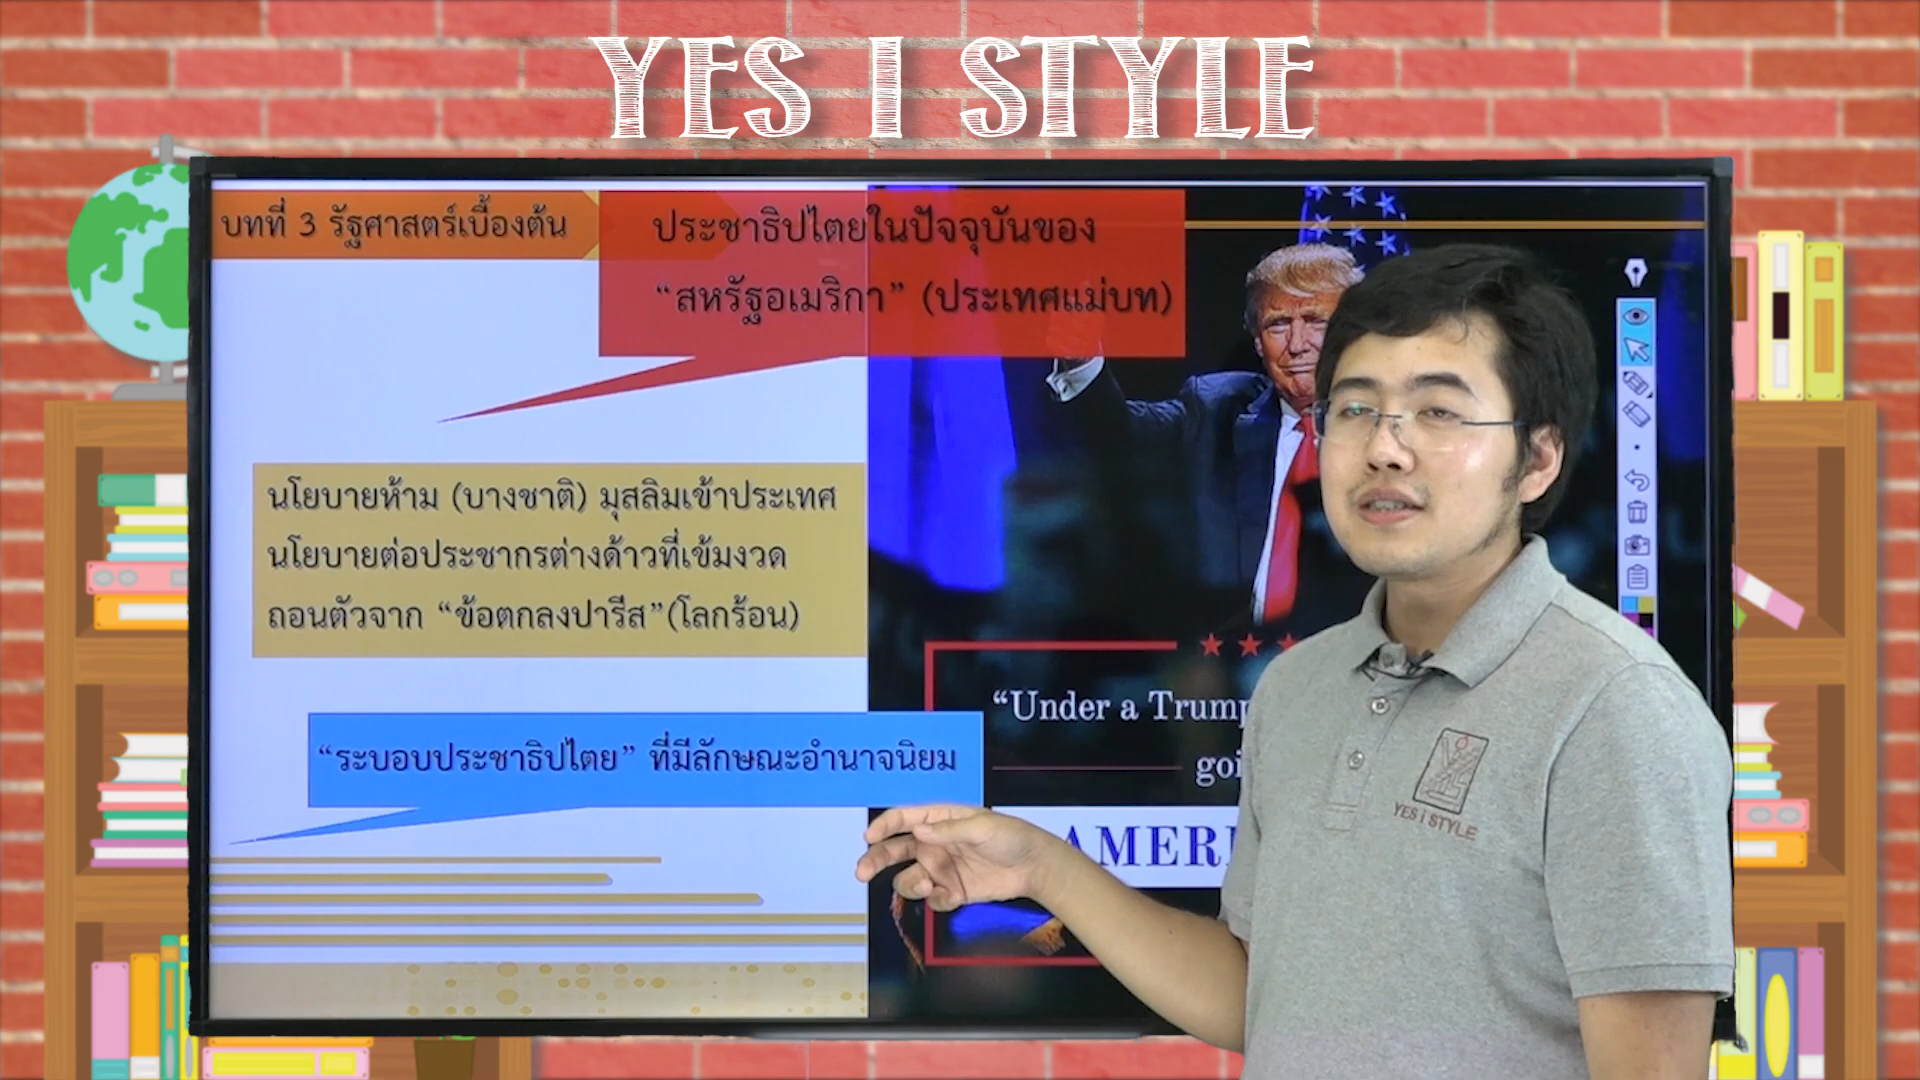 YES I STYLE
บทที่ 3 รัฐศาสตร์เบื้องต้น
ประชาธิปไตยในปัจจุบันของ
“สหรัฐอเมริกา” (ประเทศแม่บท)
นโยบายห้าม (บางชาติ) มุสลิมเข้าประเทศ
นโยบายต่อประชากรต่างด้าวที่เข้มงวด
ถอนตัวจาก “ข้อตกลงปารีส”(โลกร้อน)
“ระบอบประชาธิปไตย” ที่มีลักษณะอำนาจนิยม
“Under a Trump
goi
AMERI
YES i STYLE